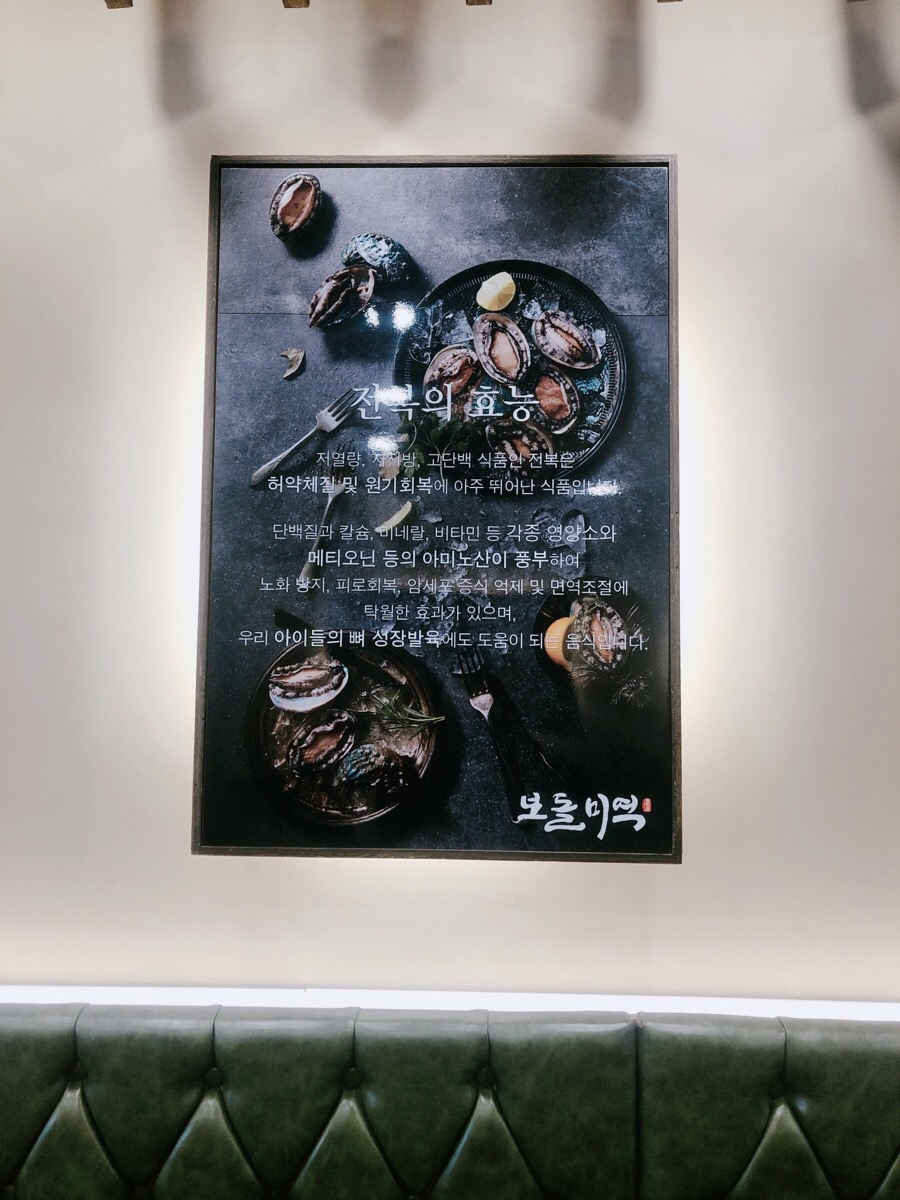 전복의 효능
저열량, 저지방, 고단백 식품인 전복은
허약체질 및 원기회복에 아주 뛰어난 식품입니다.
단백질과 칼슘, 미네랄, 비타민 등 각종 영양소와
메티오닌 등의 아미노산이 풍부하여
노화 방지, 피로회복, 암세포 증식 억제 및 면역조절에
탁월한 효과가 있으며,
우리 아이들의 뼈 성장발육에도 도움이 되는 음식입니다.
보돌미역